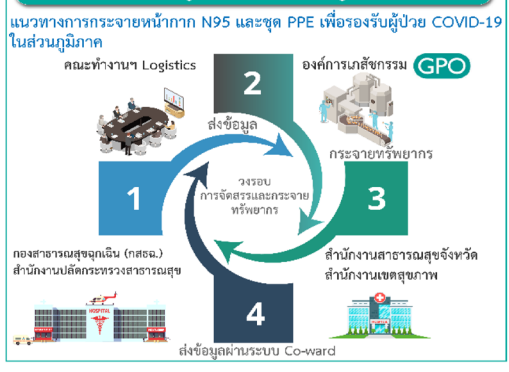 แนวทางการกระจายหน้ากาก N95 และชุด PPE เพื่อรองรับผู้ป่วย COVID-19
ในส่วนภูมิภาค
คณะทำงานฯ Logistics
2
องค์การเภสัชกรรม GPO
ส่งข้อมูล
กระจายทรัพยากร
1
วงรอบ
การจัดสรรและกระจาย
ทรัพยากร
3
กองสาธารณสุขฉุกเฉิน (กสธฉ.)
สำนักงานปลัดกระทรวงสาธารณสุข
สำนักงานสาธารณสุขจังหวัด
สำนักงานเขตสุขภาพ
HOSPITAL
4
ส่งข้อมูลผ่านระบบ Co-ward